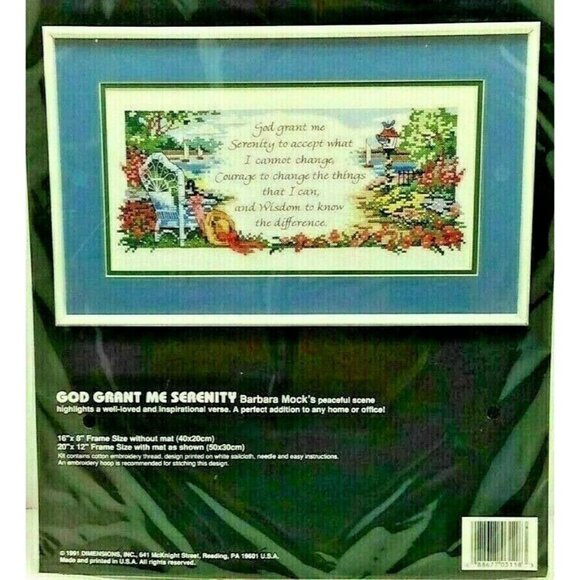 God grant me
Serenity to accept what
I cannot change,
Courage to change the things
that I can,
and Wisdom to know
the difference.
GOD GRANT ME SERENITY Barbara Mock's peaceful scene
highlights a well-loved and inspirational verse. A perfect addition to any home or office!
16" x 8" Frame Size without mat (40x20cm)
20" x 12" Frame Size with mat as shown (50x30cm)
Kit contains cotton embroidery thread, design printed on white sailcloth, needle and easy instructions.
An embroidery hoop is recommended for stitching this design.
© 1991 DIMENSIONS, INC., 641 McKnight Street, Reading, PA 19601 U.S.A.
Made and printed in U.S.A. All rights reserved.